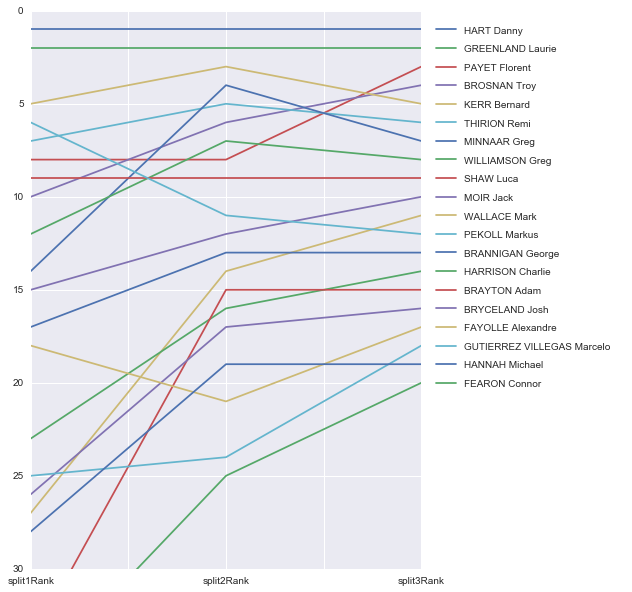 0
5
10
15
20
25
30
split1Rank
split2Rank
split3Rank
HART Danny
GREENLAND Laurie
PAYET Florent
BROSNAN Troy
KERR Bernard
THIRION Remi
MINNAAR Greg
WILLIAMSON Greg
SHAW Luca
MOIR Jack
WALLACE Mark
PEKOLL Markus
BRANNIGAN George
HARRISON Charlie
BRAYTON Adam
BRYCELAND Josh
FAYOLLE Alexandre
GUTIERREZ VILLEGAS Marcelo
HANNAH Michael
FEARON Connor